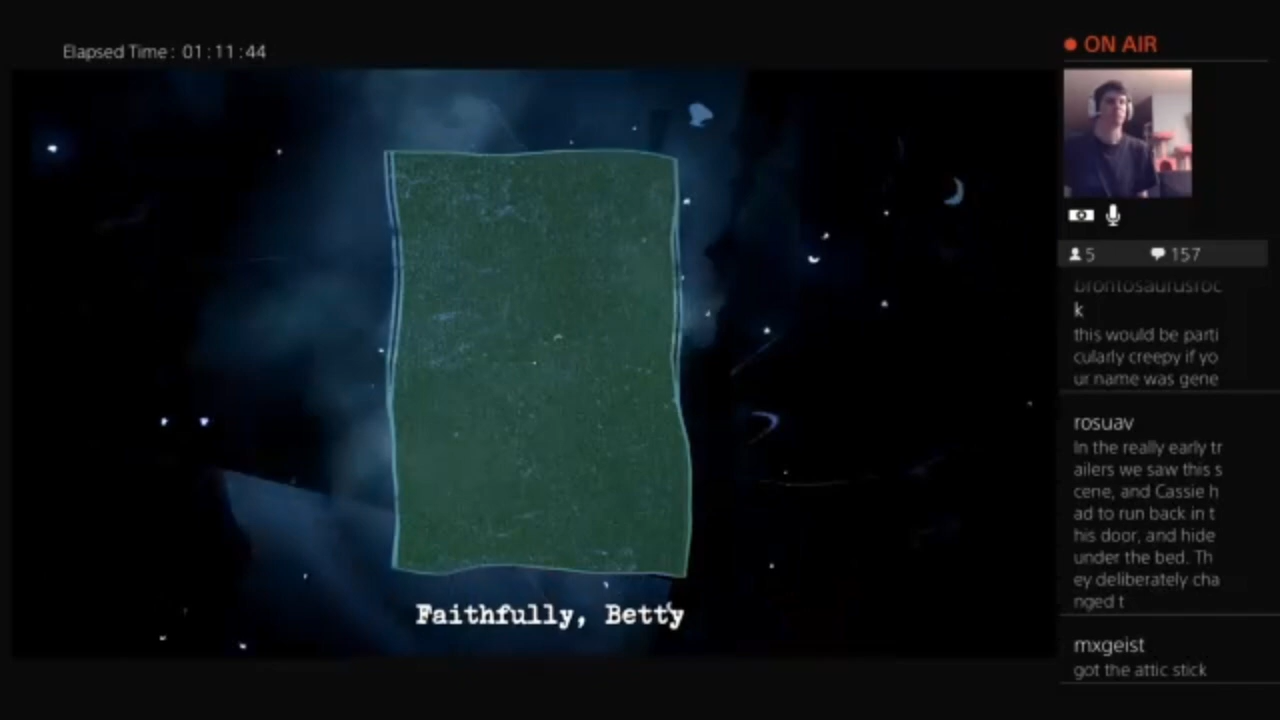 Elapsed Time: 01:11:44
ON AIR
5 157
brontosaurusroc
k
this would be parti
cularly creepy if yo
ur name was gene
rosuav
In the really early tr
ailers we saw this s
cene, and Cassie h
ad to run back in t
his door, and hide
under the bed. Th
ey deliberately cha
nged t
mxgeist
got the attic stick
Faithfully, Betty